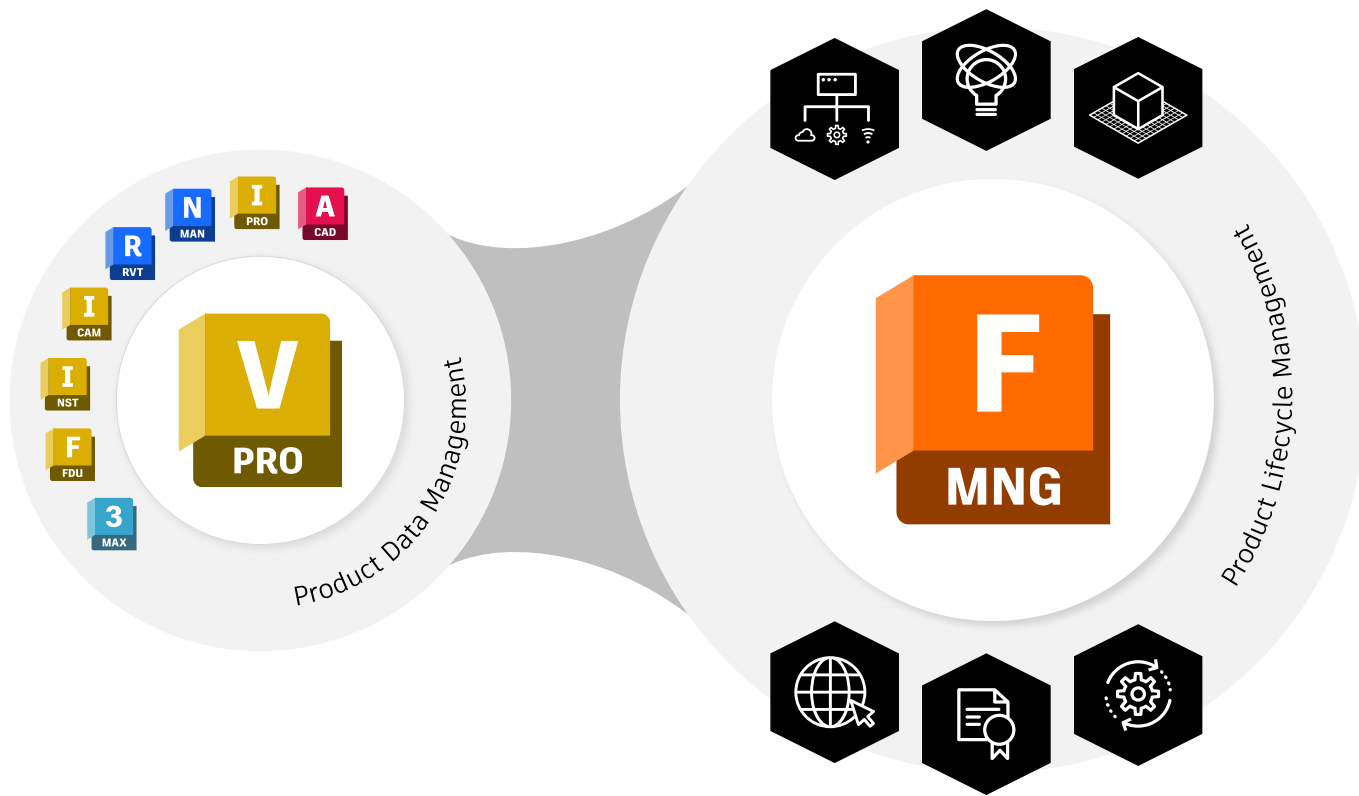 A
CAD
I
PRO
N
MAN
R
RVT
I
CAM
I
NST
F
FDU
3
MAX
V
PRO
Product Data Management
F
MNG
Product Lifecycle Management